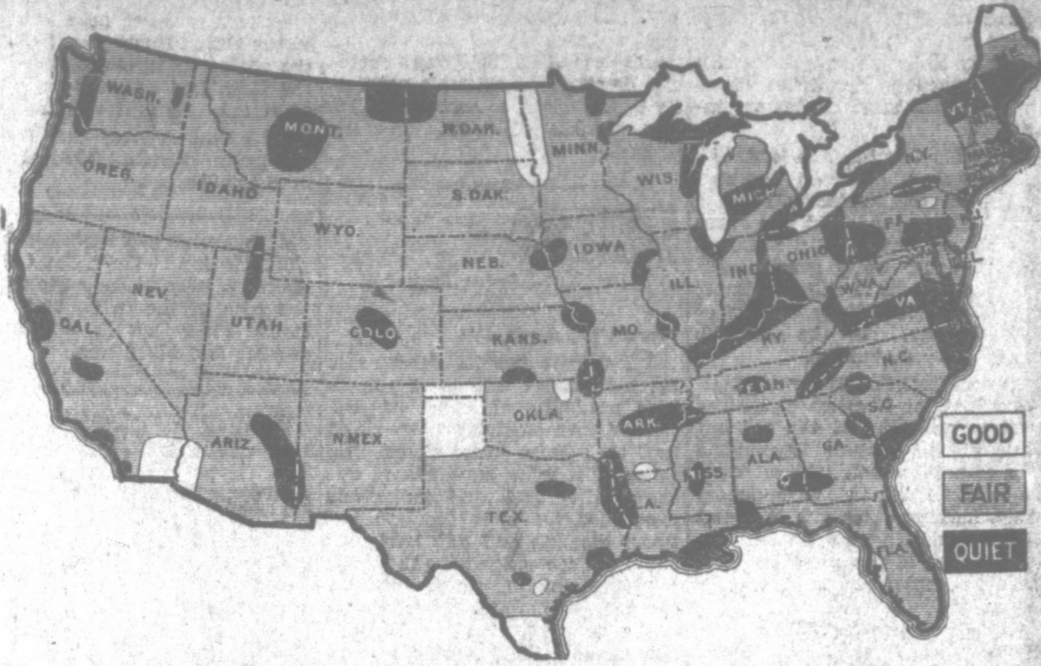 WASH.
MONT.
N.DAK.
MINN.
VT.
N.H.
MASS.
OREG.
IDAHO
S.DAK.
WIS.
MICH.
N.Y.
WYO.
IOWA
PA.
NEB.
ILL.
IND.
OHIO
NEV.
UTAH
COLO.
W.VA.
VA.
CAL.
KANS.
MO.
KY.
N.C.
ARIZ.
N.MEX.
OKLA.
ARK.
TENN.
S.C.
MISS.
ALA.
GA.
TEX.
LA.
FLA.
GOOD
FAIR
QUIET